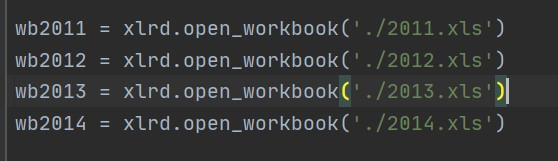 wb2011 = xlrd.open_workbook('./2011.xls')
wb2012 = xlrd.open_workbook('./2012.xls')
wb2013 = xlrd.open_workbook('./2013.xls')
wb2014 = xlrd.open_workbook('./2014.xls')